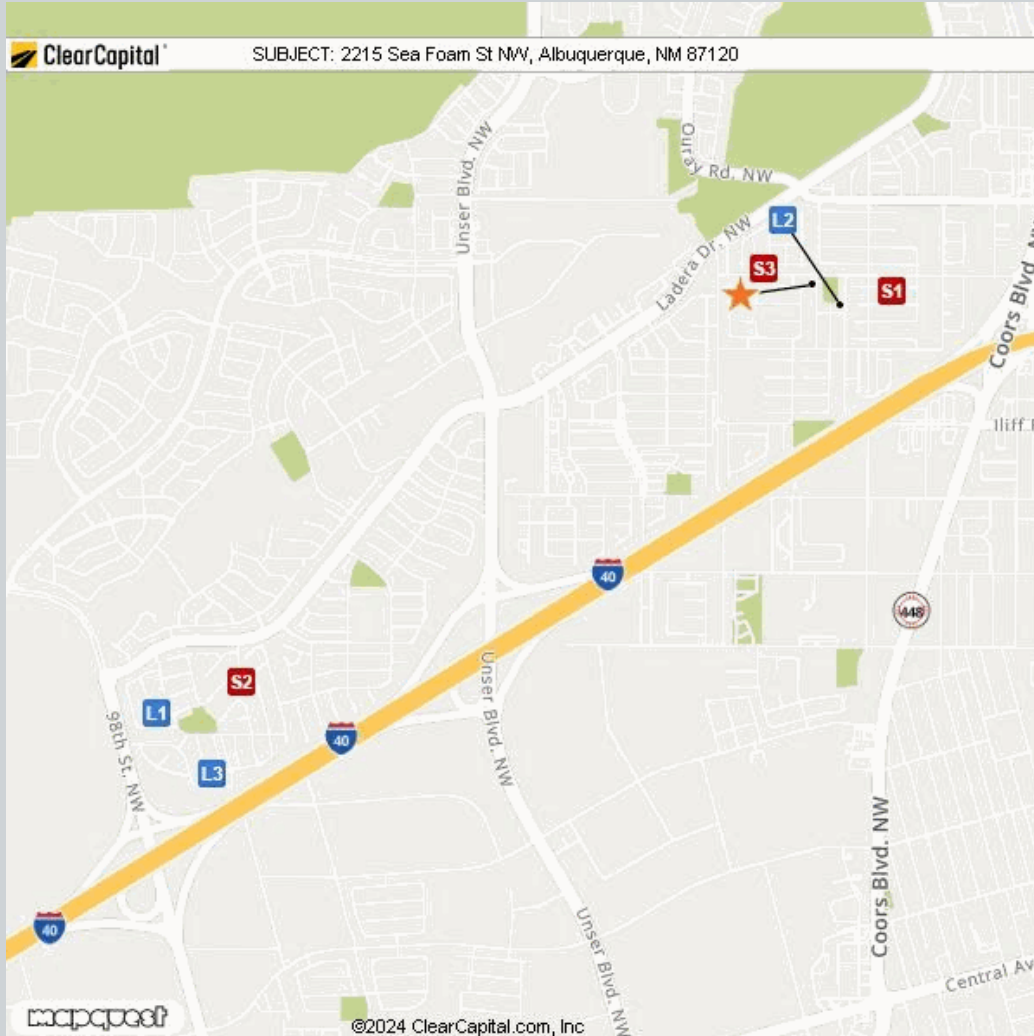 ClearCapital
SUBJECT: 2215 Sea Foam St NW, Albuquerque, NM 87120
Unser Blvd. NW
Ouray Rd, NW
L2
Ladera Dr, NW
S3
S1
Coors Blvd. NW
Iliff
40
448
Unser Blvd. NW
S2
L1
98th St, NW
40
L3
Coors Blvd. NW
40
Unser Blvd. NW
Central Av
mapquest
©2024 ClearCapital.com, Inc